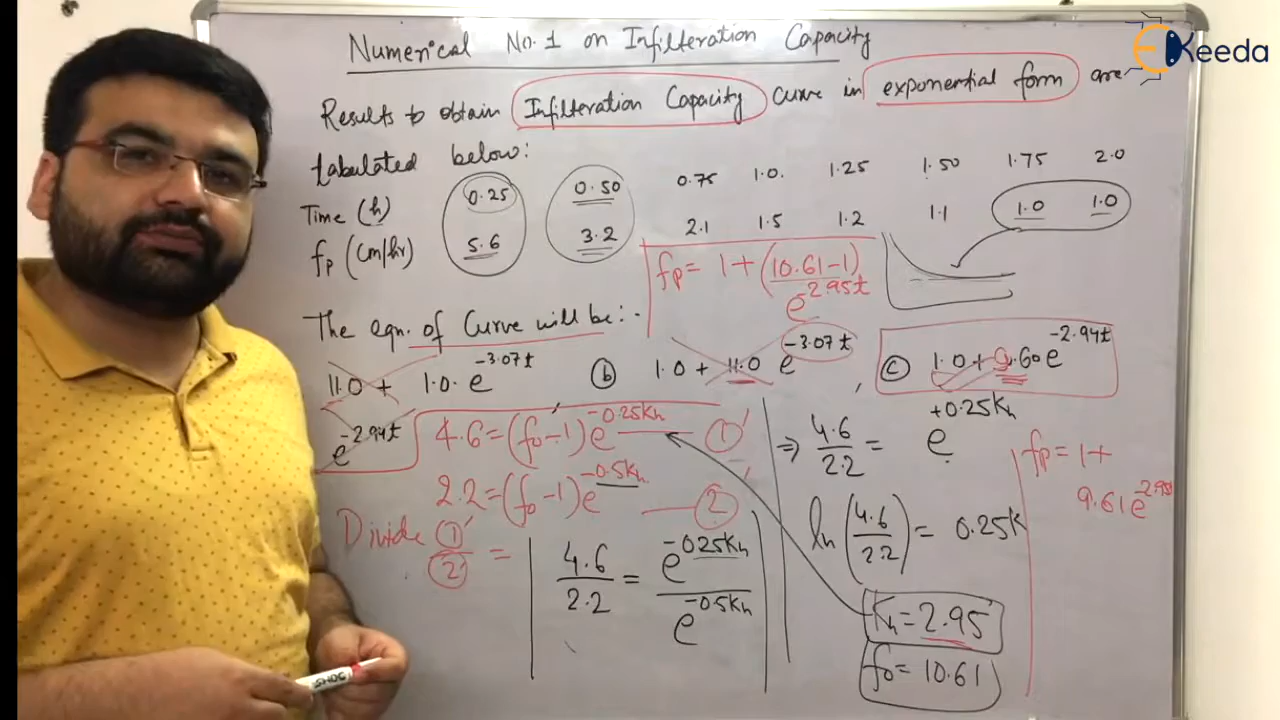 Numerical No.1 on Infilteration Capacity
EKeeda
Results to obtain Infilteration Capacity Curve in exponential form are
tabulated below:
Time (h) 0.25 0.50 0.75 1.0. 1.25 1.50 1.75 2.0
fp (cm/hr) 5.6 3.2 2.1 1.5 1.2 1.1 1.0 1.0
fp = 1+ (10.61-1)
e^2.95t
The eqn. of Curve will be:-
11.0 + 1.0. e^-3.07t (b) 1.0 + 11.0 e^-3.07t , (c) 1.0 + 9.60 e^-2.94t
e^-2.94t
4.6 = (fo-1) e^-0.25Kh — (1)'
2.2 = (fo-1) e^-0.5Kh — (2)'
Divide (1)' / (2)' =
4.6/2.2 = e^-0.25Kh / e^-0.5Kh
⇒ 4.6/2.2 = e^+0.25Kh
ln(4.6/2.2) = 0.25K
Kh = 2.95
fo = 10.61
fp = 1+
9.61 e^-2.95t